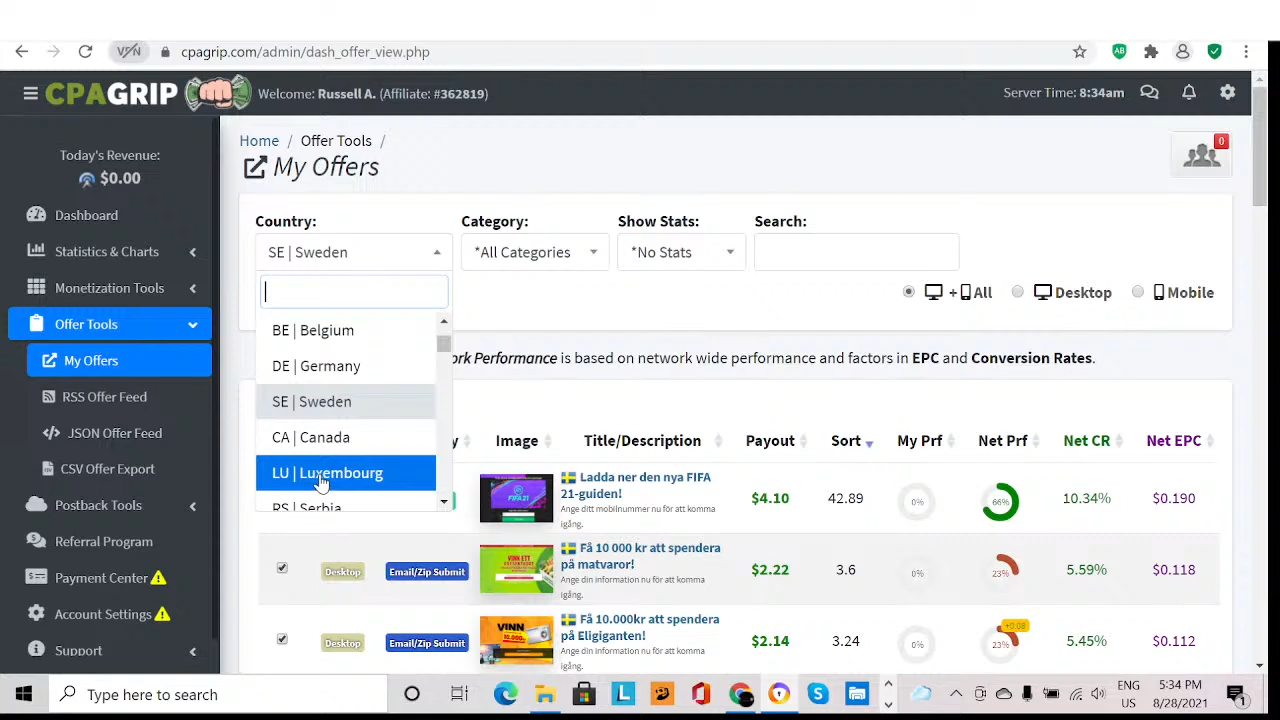 VPN cpagrip.com/admin/dash_offer_view.php AB
CPAGRIP Welcome: Russell A. (Affiliate: #362819) Server Time: 8:34am
Today's Revenue:
$0.00
Dashboard
Statistics & Charts
Monetization Tools
Offer Tools
My Offers
RSS Offer Feed
JSON Offer Feed
CSV Offer Export
Postback Tools
Referral Program
Payment Center
Account Settings
Support
Home / Offer Tools /
My Offers
0
Country: Category: Show Stats: Search:
SE | Sweden *All Categories *No Stats
BE | Belgium
DE | Germany
SE | Sweden
CA | Canada
LU | Luxembourg
RS | Serbia
+ All Desktop Mobile
ork Performance is based on network wide performance and factors in EPC and Conversion Rates.
y Image Title/Description Payout Sort My Prf Net Prf Net CR Net EPC
Ladda ner den nya FIFA
21-guiden!
Ange ditt mobilnummer nu för att komma
igång.
$4.10 42.89 0% 66% 10.34% $0.190
Desktop Email/Zip Submit
Få 10 000 kr att spendera
på matvaror!
Ange din information nu för att komma
igång.
$2.22 3.6 0% 23% 5.59% $0.118
Desktop Email/Zip Submit
VINN
Få 10.000kr att spendera
på Eligiganten!
Ange din information nu för att komma
igång.
$2.14 3.24 0% +0.08 23% 5.45% $0.112
Type here to search
ENG
US
5:34 PM
8/28/2021
1